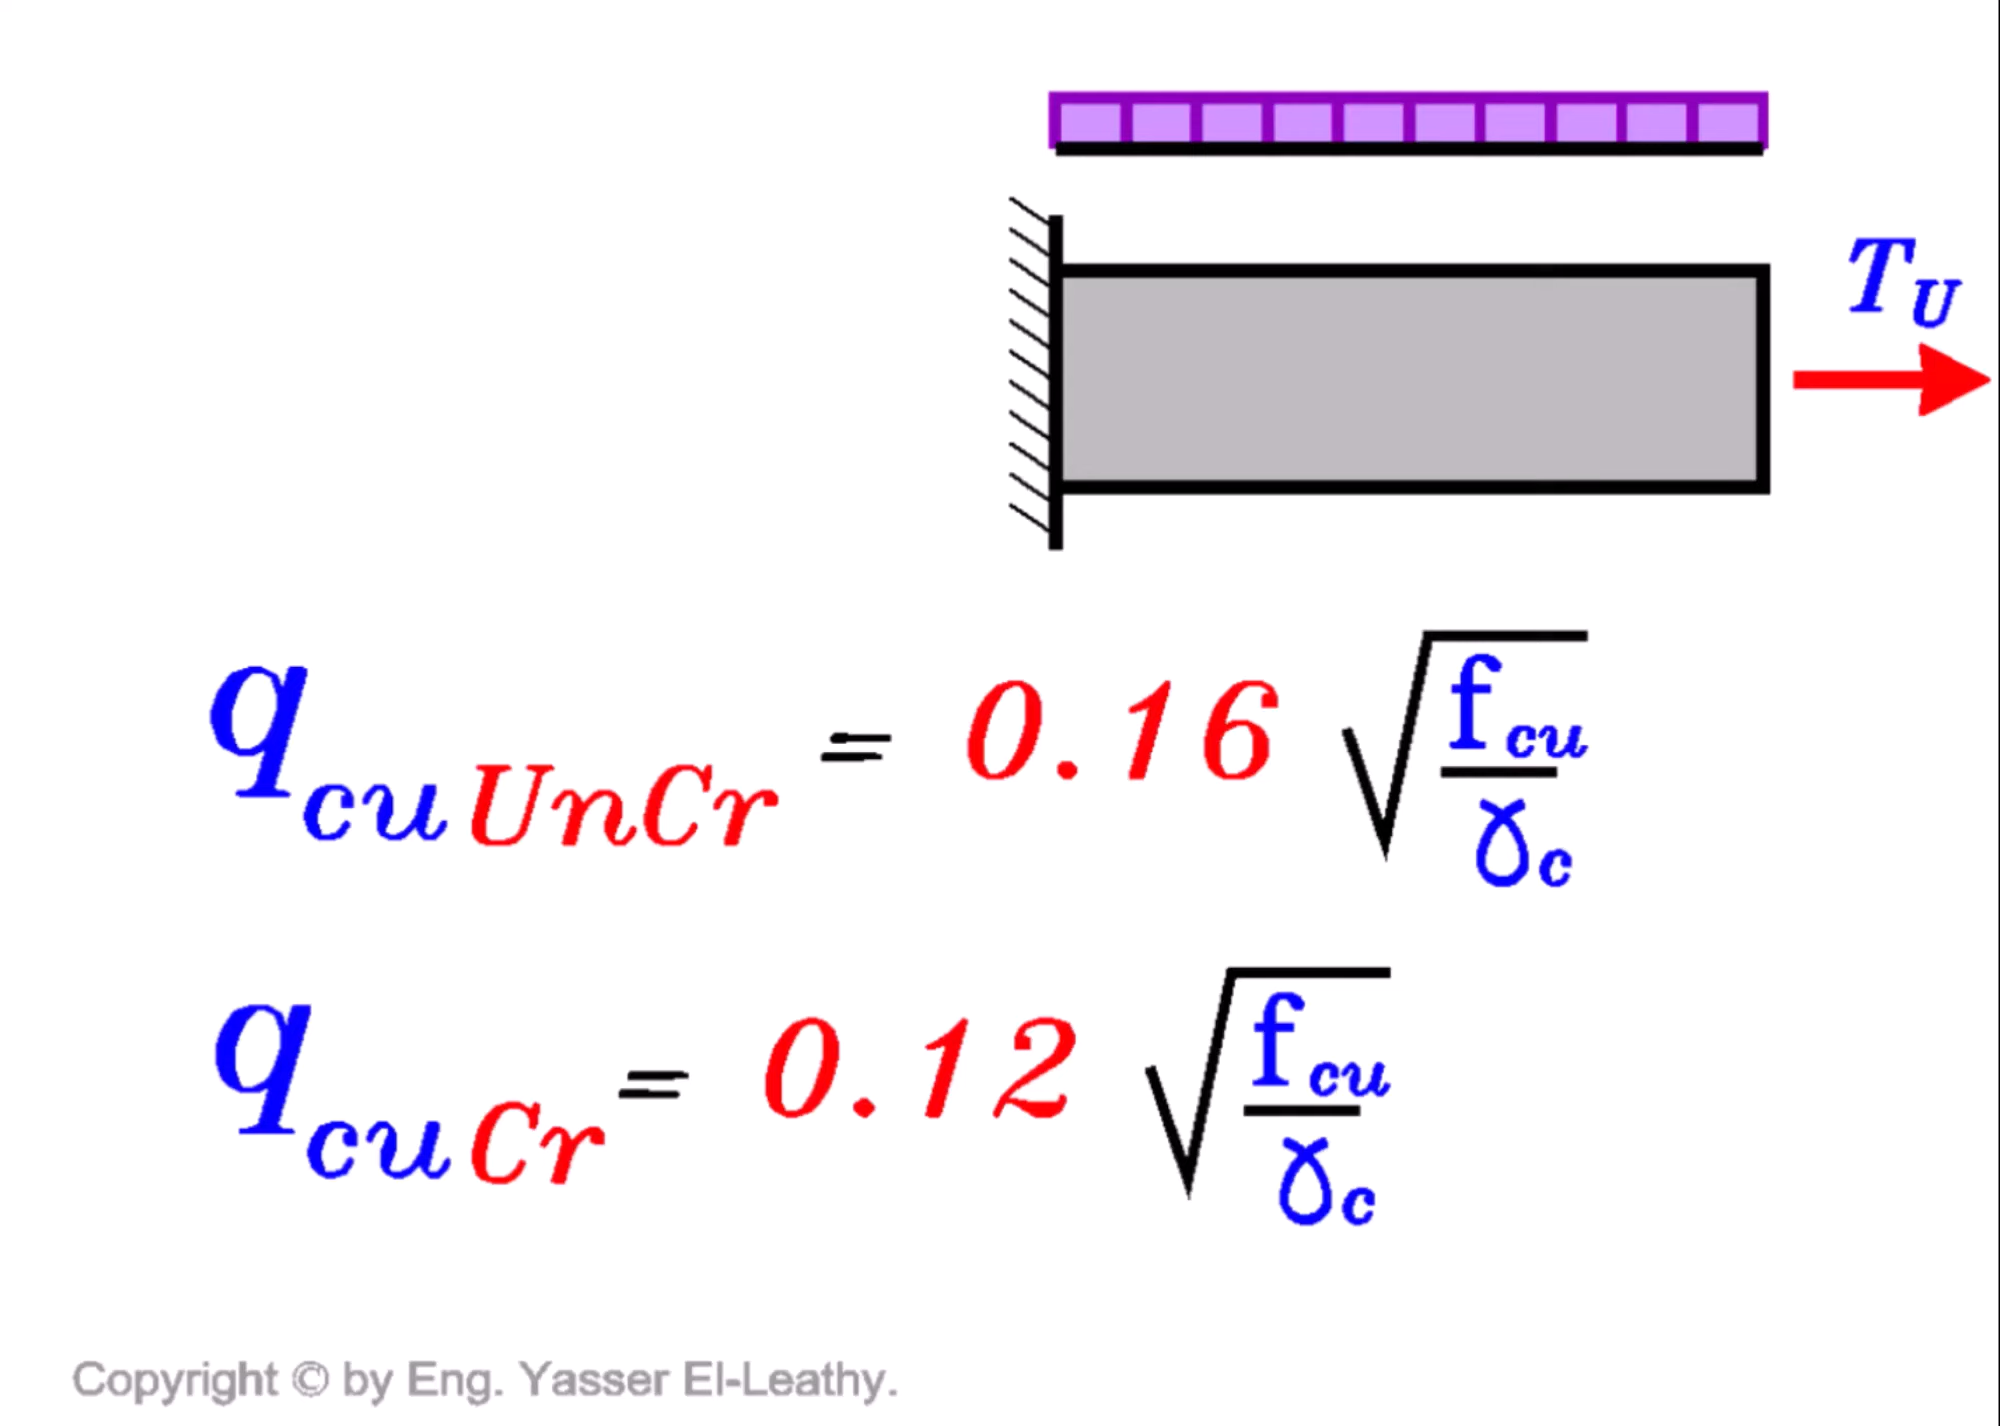 T_U
q_cu UnCr = 0.16 √(f_cu / γ_c)
q_cu Cr = 0.12 √(f_cu / γ_c)
Copyright © by Eng. Yasser El-Leathy.